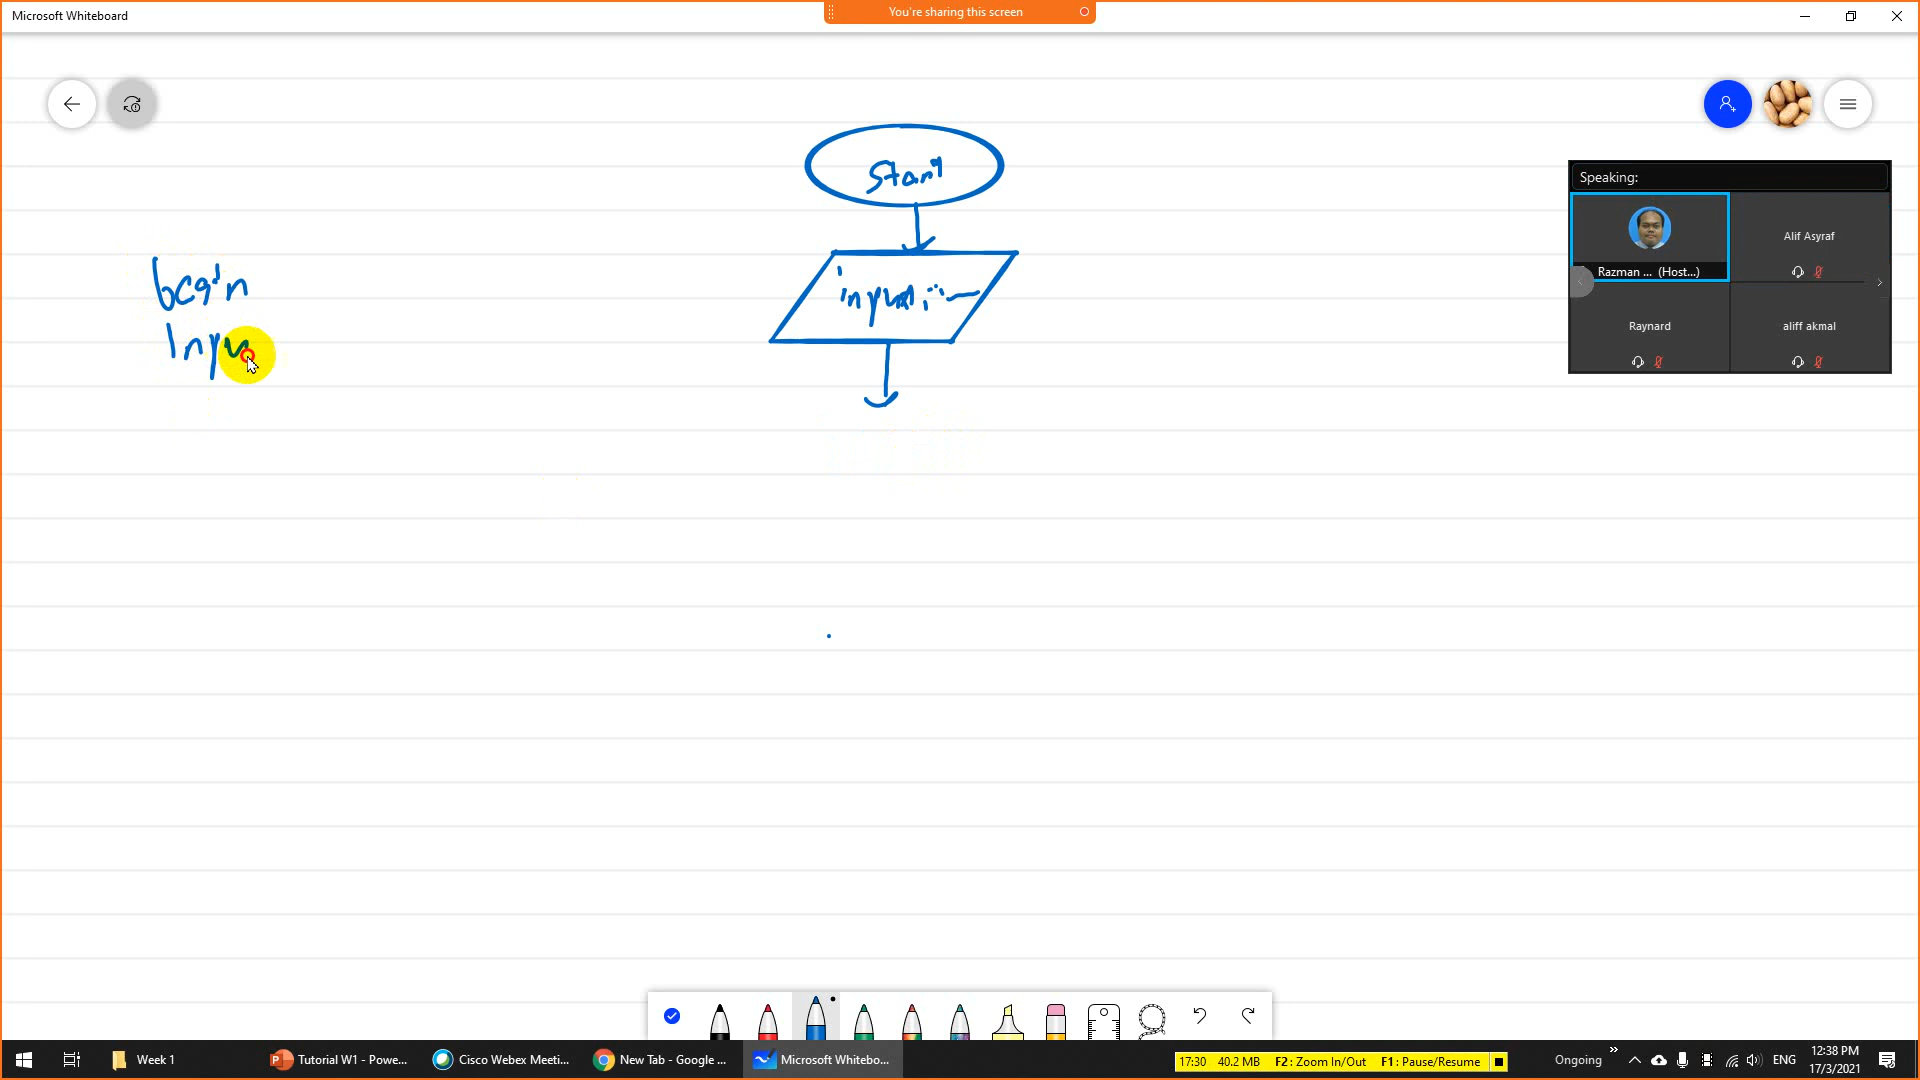 Microsoft Whiteboard
You're sharing this screen
Start
Speaking:
Razman ... (Host...)
Alif Asyraf
Raynard
aliff akmal
begin
Inpu
Week 1
Tutorial W1 - Powe...
Cisco Webex Meeti...
New Tab - Google ...
Microsoft Whitebo...
17:30 40.2 MB F2 : Zoom In/Out F1 : Pause/Resume
Ongoing
ENG
12:38 PM
17/3/2021